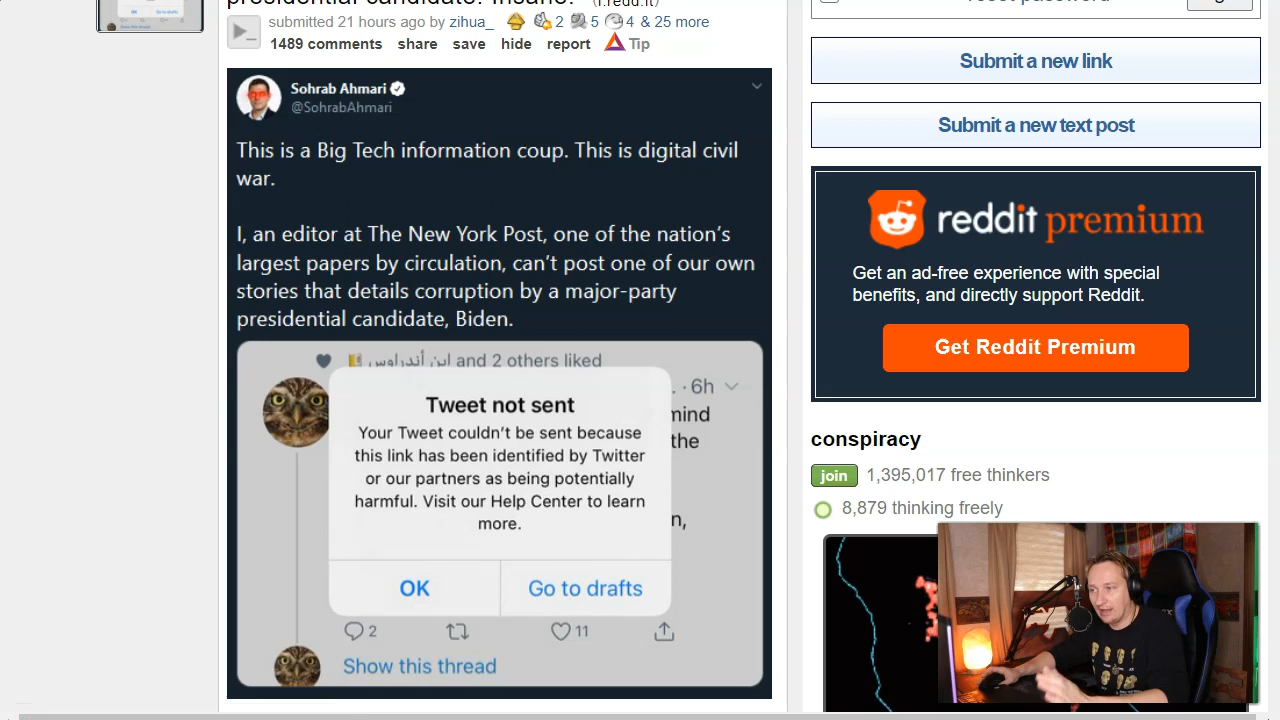 presidential candidate. Insane. (i.redd.it)
submitted 21 hours ago by zihua_ 2 5 4 & 25 more
1489 comments share save hide report Tip
Sohrab Ahmari
@SohrabAhmari
This is a Big Tech information coup. This is digital civil
war.
I, an editor at The New York Post, one of the nation's
largest papers by circulation, can't post one of our own
stories that details corruption by a major-party
presidential candidate, Biden.
ابن أندراوس and 2 others liked
. · 6h
mind
the
n,
Tweet not sent
Your Tweet couldn't be sent because
this link has been identified by Twitter
or our partners as being potentially
harmful. Visit our Help Center to learn
more.
OK Go to drafts
2 11
Show this thread
Submit a new link
Submit a new text post
reddit premium
Get an ad-free experience with special
benefits, and directly support Reddit.
Get Reddit Premium
conspiracy
join 1,395,017 free thinkers
8,879 thinking freely